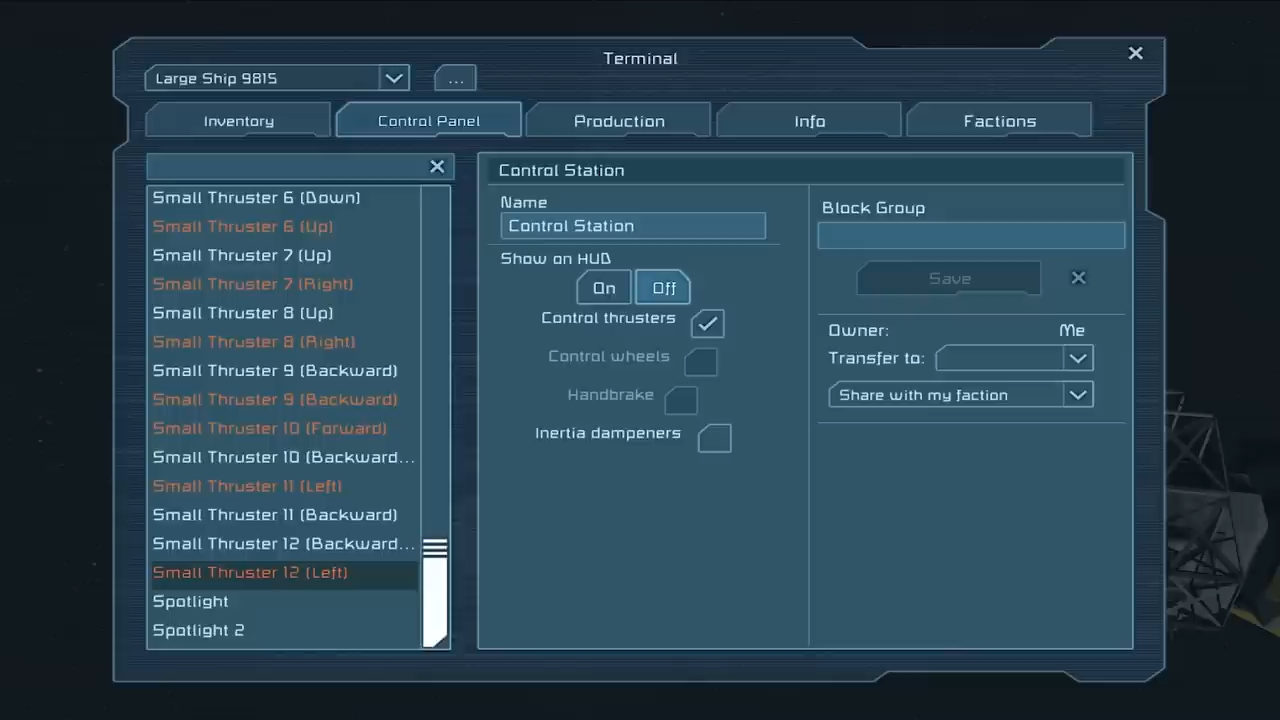 Terminal
Large Ship 9815
...
Inventory
Control Panel
Production
Info
Factions
Small Thruster 6 (Down)
Small Thruster 6 (Up)
Small Thruster 7 (Up)
Small Thruster 7 (Right)
Small Thruster 8 (Up)
Small Thruster 8 (Right)
Small Thruster 9 (Backward)
Small Thruster 9 (Backward)
Small Thruster 10 (Forward)
Small Thruster 10 (Backward...
Small Thruster 11 (Left)
Small Thruster 11 (Backward)
Small Thruster 12 (Backward...
Small Thruster 12 (Left)
Spotlight
Spotlight 2
Control Station
Name
Control Station
Show on HUD
On
Off
Control thrusters
Control wheels
Handbrake
Inertia dampeners
Block Group
Save
Owner:
Me
Transfer to:
Share with my faction